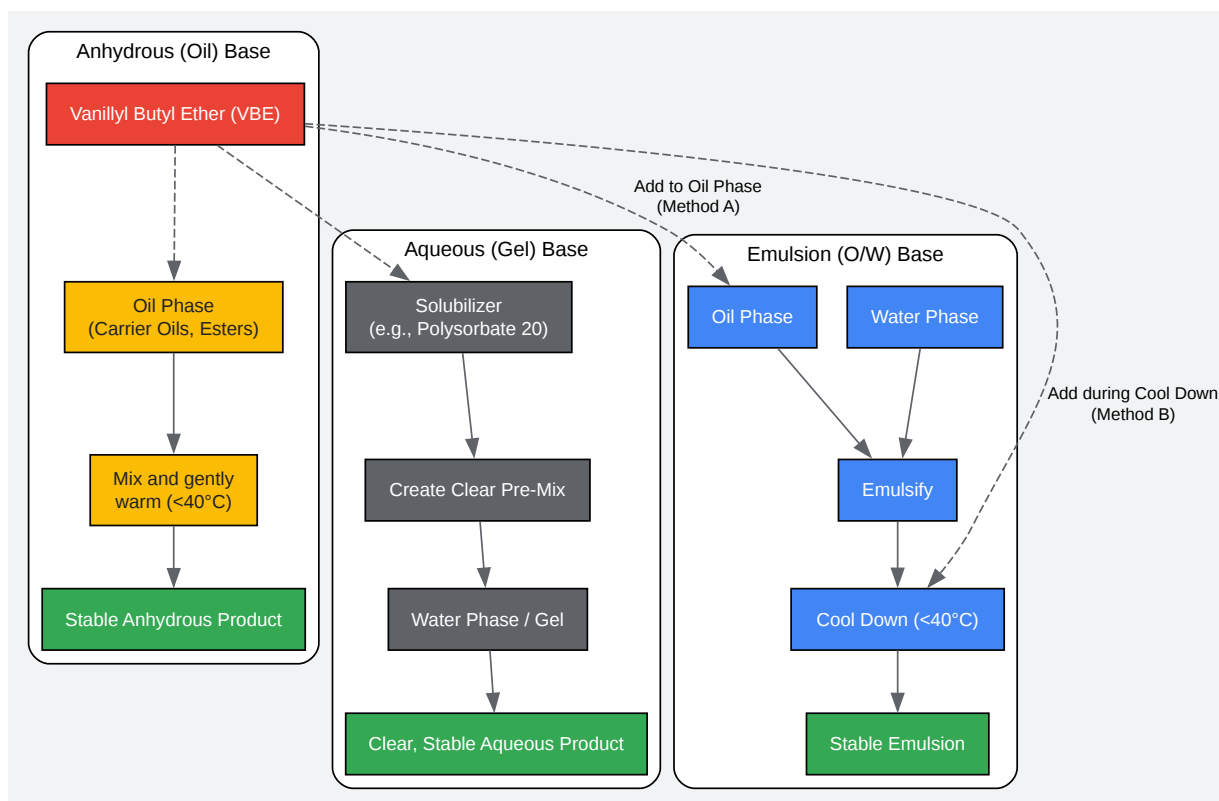 Anhydrous (Oil) Base
Vanillyl Butyl Ether (VBE)
Oil Phase
(Carrier Oils, Esters)
Mix and gently
warm (<40°C)
Stable Anhydrous Product
Aqueous (Gel) Base
Solubilizer
(e.g., Polysorbate 20)
Create Clear Pre-Mix
Water Phase / Gel
Clear, Stable Aqueous Product
Add to Oil Phase
(Method A)
Emulsion (O/W) Base
Oil Phase
Water Phase
Add during Cool Down
(Method B)
Emulsify
Cool Down (<40°C)
Stable Emulsion